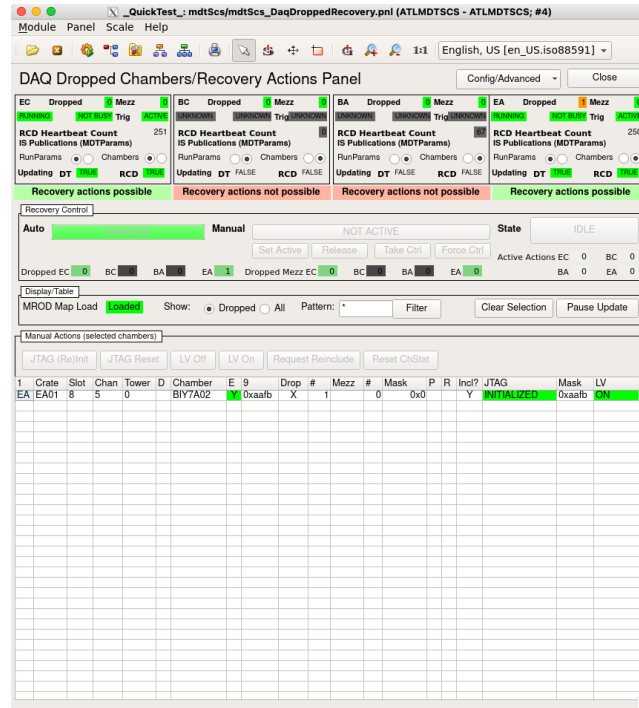 _QuickTest_: mdtScs/mdtScs_DaqDroppedRecovery.pnl (ATLMDTSCS - ATLMDTSCS; #4)
Module Panel Scale Help
1:1 English, US [en_US.iso88591]
DAQ Dropped Chambers/Recovery Actions Panel Config/Advanced Close
EC Dropped 0 Mezz 0 BC Dropped 0 Mezz 0 BA Dropped 0 Mezz 0 EA Dropped 1 Mezz 0
RUNNING NOT BUSY Trig ACTIVE UNKNOWN UNKNOWN Trig UNKNOWN UNKNOWN UNKNOWN Trig UNKNOWN RUNNING NOT BUSY Trig ACTIVE
RCD Heartbeat Count 251 RCD Heartbeat Count 0 RCD Heartbeat Count 67 RCD Heartbeat Count 250
IS Publications (MDTParams) IS Publications (MDTParams) IS Publications (MDTParams) IS Publications (MDTParams)
RunParams Chambers RunParams Chambers RunParams Chambers RunParams Chambers
Updating DT TRUE RCD TRUE Updating DT FALSE RCD FALSE Updating DT FALSE RCD FALSE Updating DT TRUE RCD TRUE
Recovery actions possible Recovery actions not possible Recovery actions not possible Recovery actions possible
Recovery Control
Auto Manual NOT ACTIVE State IDLE
Set Active Release Take Ctrl Force Ctrl Active Actions EC 0 BC 0
Dropped EC 0 BC 0 BA 0 EA 1 Dropped Mezz EC 0 BC 0 BA 0 EA 0 BA 0 EA 0
Display/Table
MROD Map Load Loaded Show: Dropped All Pattern: * Filter Clear Selection Pause Update
Manual Actions (selected chambers)
JTAG (Re)Init JTAG Reset LV Off LV On Request Reinclude Reset ChStat
1 Crate Slot Chan Tower D Chamber E 9 Drop # Mezz # Mask P R Incl? JTAG Mask LV
EA EA01 8 5 0 BIY7A02 Y 0xaafb X 1 0 0x0 Y INITIALIZED 0xaafb ON